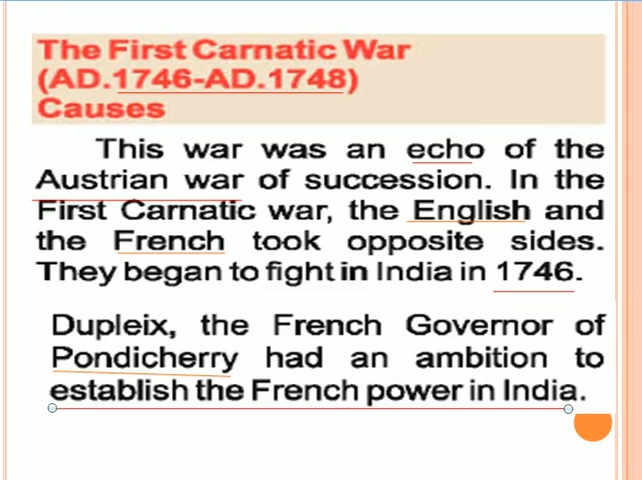 The First Carnatic War
(AD.1746-AD.1748)
Causes
This war was an echo of the
Austrian war of succession. In the
First Carnatic war, the English and
the French took opposite sides.
They began to fight in India in 1746.
Dupleix, the French Governor of
Pondicherry had an ambition to
establish the French power in India.